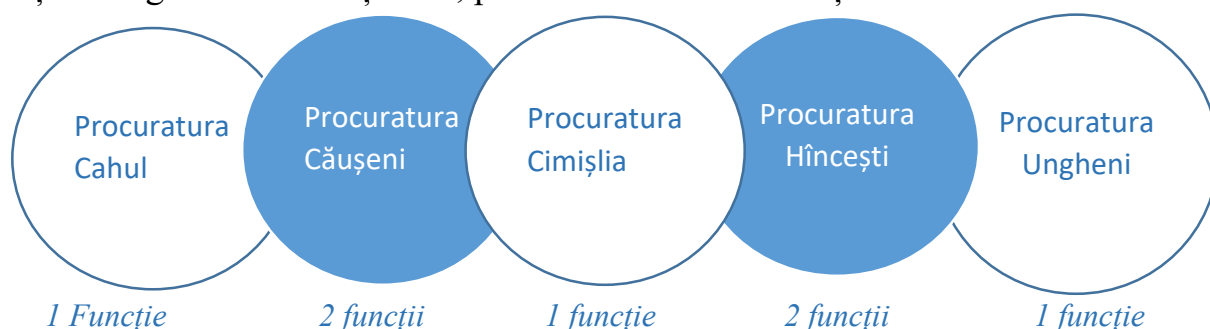 Procuratura
Cahul
Procuratura
Căușeni
Procuratura
Cimișlia
Procuratura
Hîncești
Procuratura
Ungheni
1 Funcție
2 funcții
1 funcție
2 funcții
1 funcție